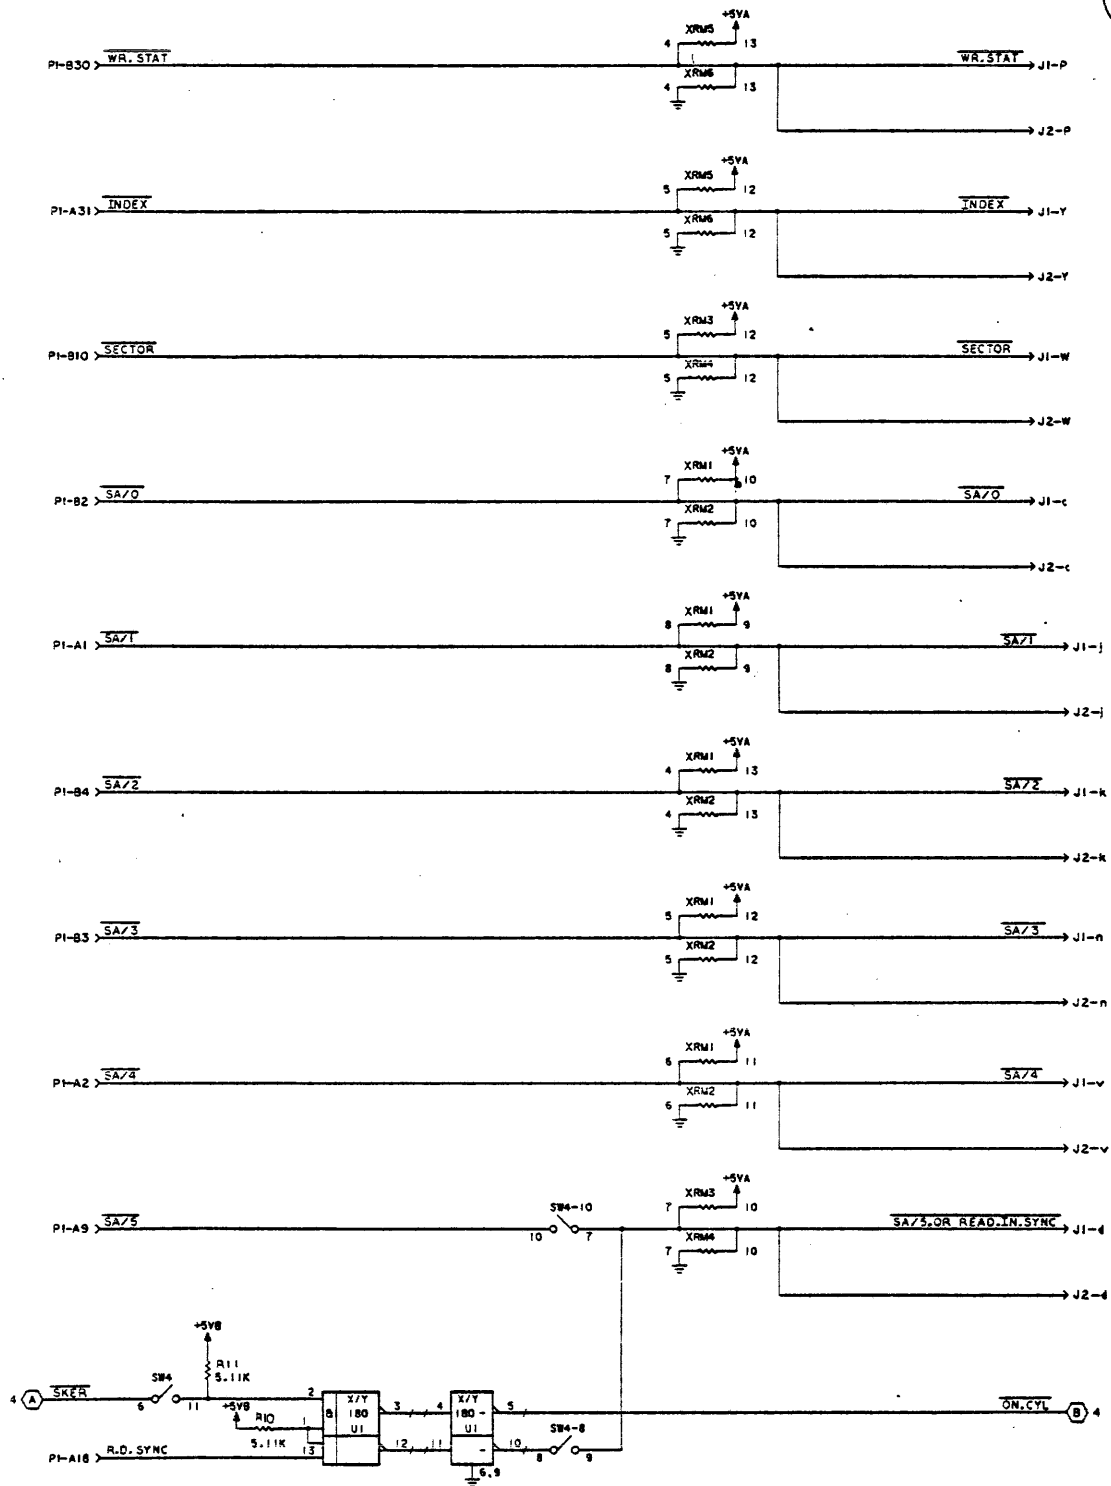 +5VA
XRM5
4 13
P1-B30 WR.STAT WR.STAT J1-P
XRM6
4 13
J2-P
+5VA
XRM5
5 12
P1-A31 INDEX INDEX J1-Y
XRM6
5 12
J2-Y
+5VA
XRM3
5 12
P1-B10 SECTOR SECTOR J1-W
XRM4
5 12
J2-W
+5VA
XRM1
7 10
P1-B2 SA/0 SA/0 J1-c
XRM2
7 10
J2-c
+5VA
XRM1
8 9
P1-A1 SA/1 SA/1 J1-j
XRM2
8 9
J2-j
+5VA
XRM1
4 13
P1-B4 SA/2 SA/2 J1-k
XRM2
4 13
J2-k
+5VA
XRM1
5 12
P1-B3 SA/3 SA/3 J1-n
XRM2
5 12
J2-n
+5VA
XRM1
6 11
P1-A2 SA/4 SA/4 J1-v
XRM2
6 11
J2-v
+5VA
XRM3
7 10
SW4-10
P1-A9 SA/5 10 7 SA/5.OR READ.IN.SYNC J1-d
XRM4
7 10
J2-d
+5VB
R11
5.11K
SW4
4 A SKER 6 11 2 X/Y X/Y ON.CYL B 4
+5VB R10 1 & 180 3 4 180 5
5.11K U1 U1 SW4-8
13 12 11 10 8 9
P1-A18 R.D.SYNC
6,9